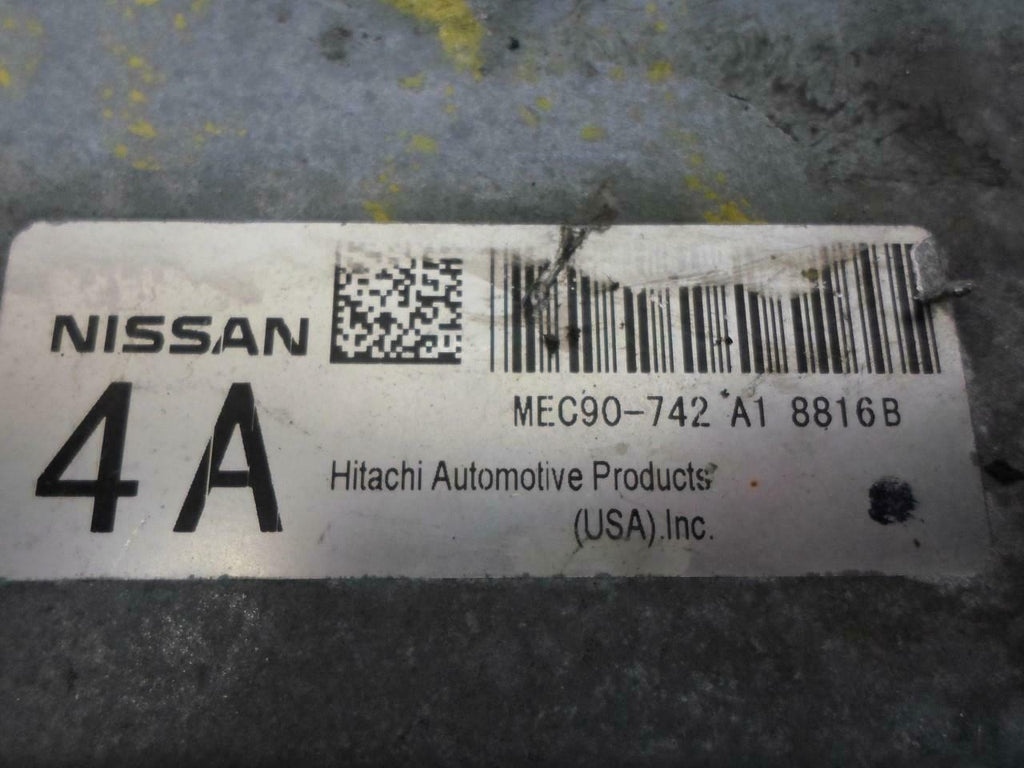 NISSAN
4A
MEC90-742 A1 8816B
Hitachi Automotive Products
(USA).Inc.